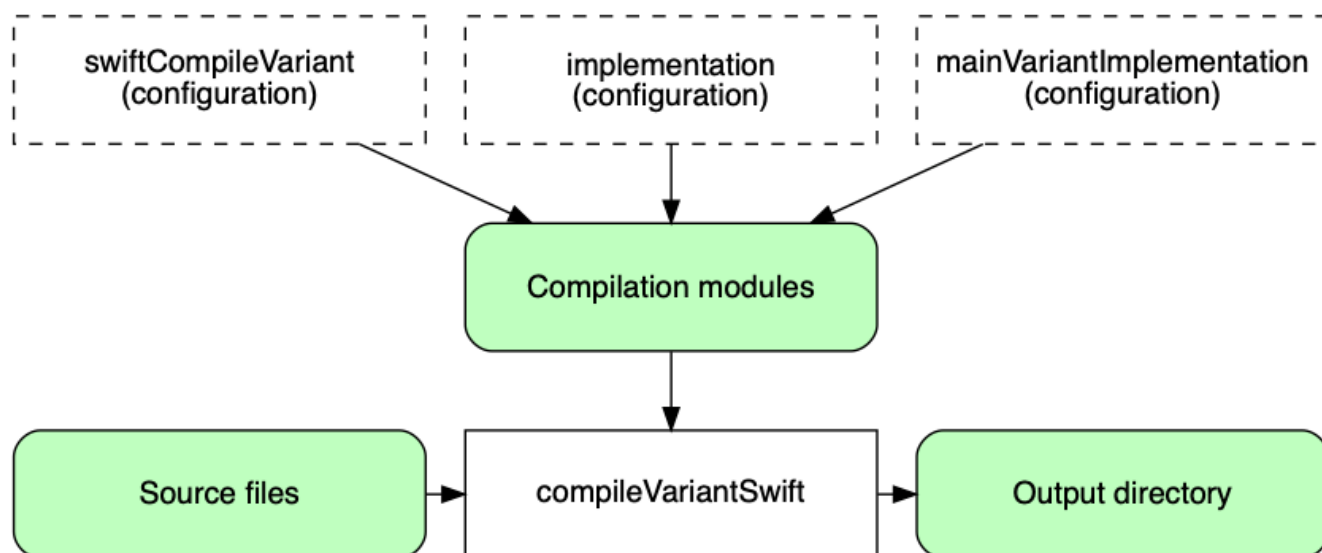 swiftCompileVariant
(configuration)
implementation
(configuration)
mainVariantImplementation
(configuration)
Compilation modules
Source files
compileVariantSwift
Output directory